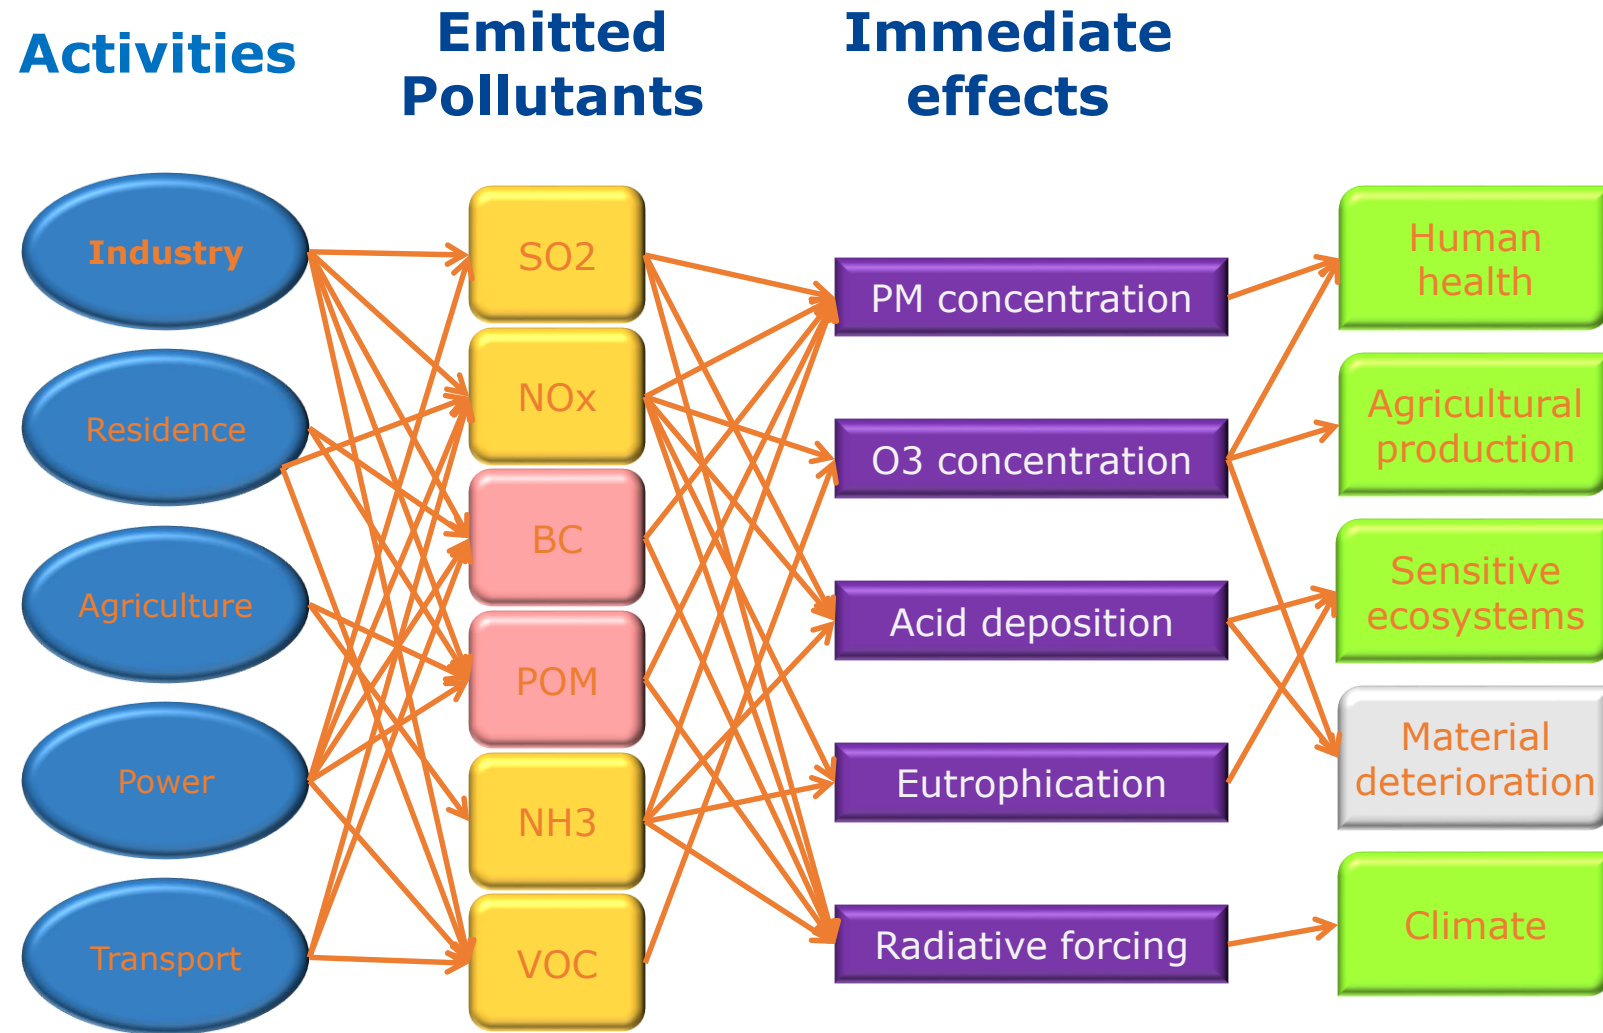 Activities
Emitted
Pollutants
Immediate
effects
Industry
Residence
Agriculture
Power
Transport
SO2
NOx
BC
POM
NH3
VOC
PM concentration
O3 concentration
Acid deposition
Eutrophication
Radiative forcing
Human
health
Agricultural
production
Sensitive
ecosystems
Material
deterioration
Climate